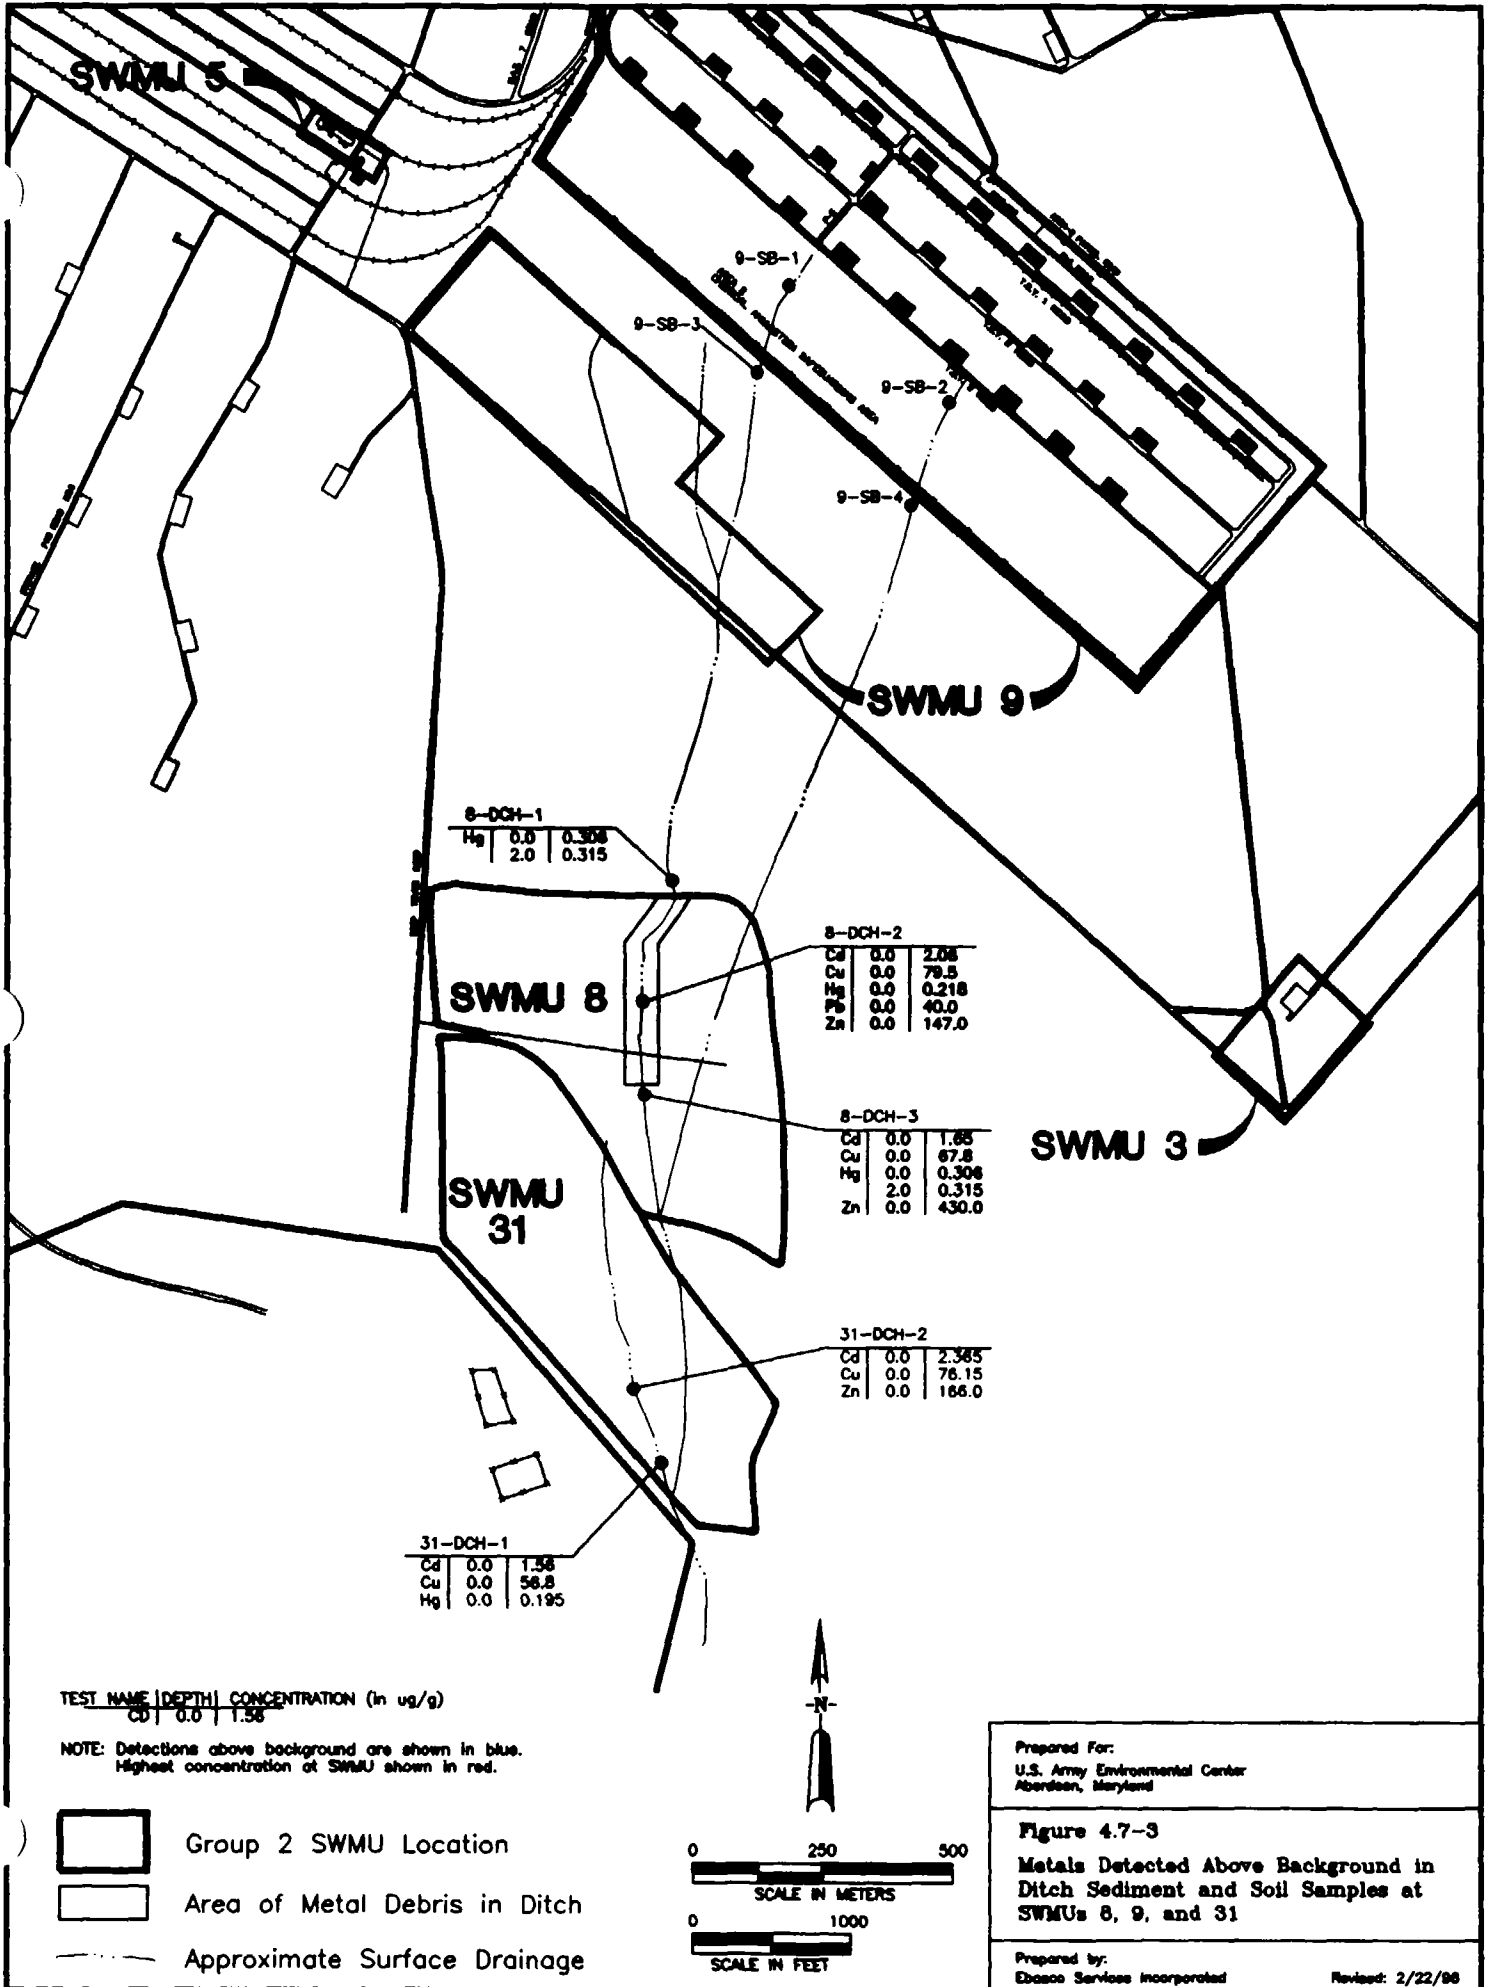 SWMU 5
9-SB-1
9-SB-3
9-SB-2
9-SB-4
SWMU 9
8-DCH-1
Hg 0.0 0.306
2.0 0.315
8-DCH-2
Cd 0.0 2.06
Cu 0.0 79.5
Hg 0.0 0.218
Pb 0.0 40.0
Zn 0.0 147.0
SWMU 8
8-DCH-3
Cd 0.0 1.65
Cu 0.0 67.8
Hg 0.0 0.306
2.0 0.315
Zn 0.0 430.0
SWMU 3
SWMU
31
31-DCH-2
Cd 0.0 2.365
Cu 0.0 76.15
Zn 0.0 166.0
31-DCH-1
Cd 0.0 1.56
Cu 0.0 56.8
Hg 0.0 0.195
TEST NAME DEPTH CONCENTRATION (in ug/g)
CD 0.0 1.56
NOTE: Detections above background are shown in blue.
Highest concentration at SWMU shown in red.
-N-
Group 2 SWMU Location
Area of Metal Debris in Ditch
Approximate Surface Drainage
0 250 500
SCALE IN METERS
0 1000
SCALE IN FEET
Prepared For:
U.S. Army Environmental Center
Aberdeen, Maryland
Figure 4.7-3
Metals Detected Above Background in
Ditch Sediment and Soil Samples at
SWMUs 8, 9, and 31
Prepared by:
Ebasco Services Incorporated
Revised: 2/22/96